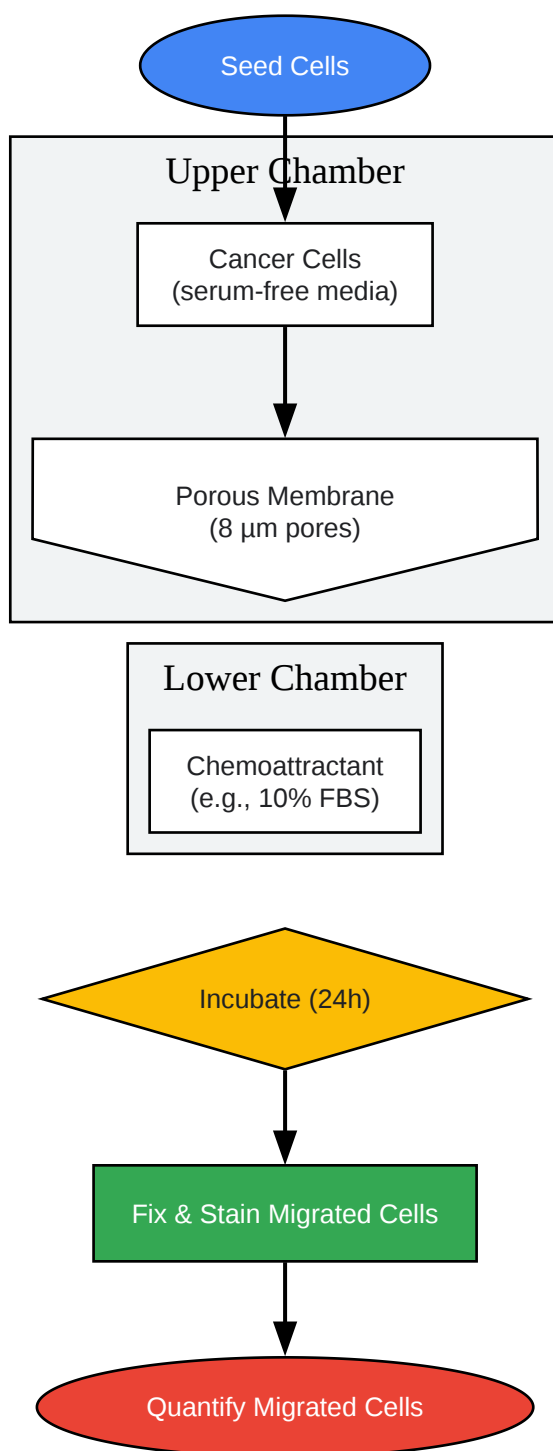 Seed Cells
Upper Chamber
Cancer Cells
(serum-free media)
Porous Membrane
(8 µm pores)
Lower Chamber
Chemoattractant
(e.g., 10% FBS)
Incubate (24h)
Fix & Stain Migrated Cells
Quantify Migrated Cells